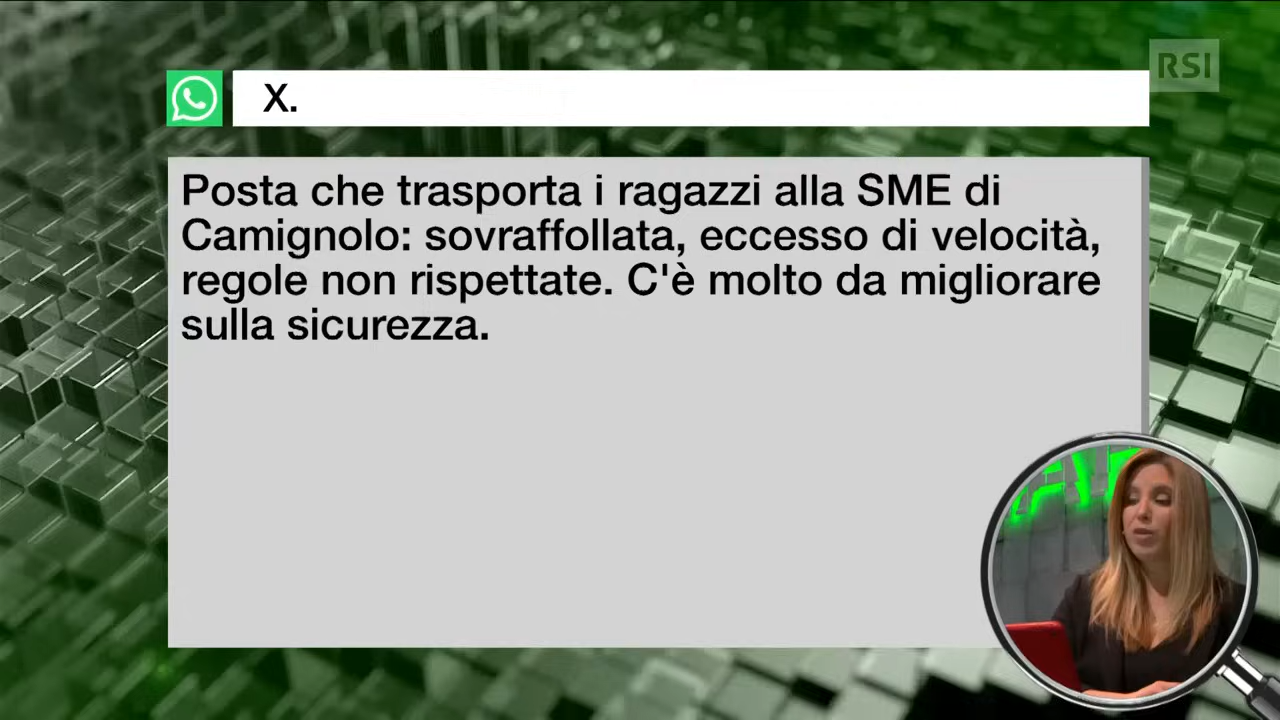 RSI
X.
Posta che trasporta i ragazzi alla SME di
Camignolo: sovraffollata, eccesso di velocità,
regole non rispettate. C'è molto da migliorare
sulla sicurezza.